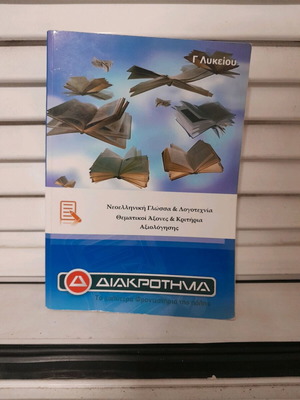 Γ Λυκείου
Νεοελληνική Γλώσσα & Λογοτεχνία
Θεματικοί Άξονες & Κριτήρια
Αξιολόγησης
Δ ΔΙΑΚΡΟΤΗΜΑ